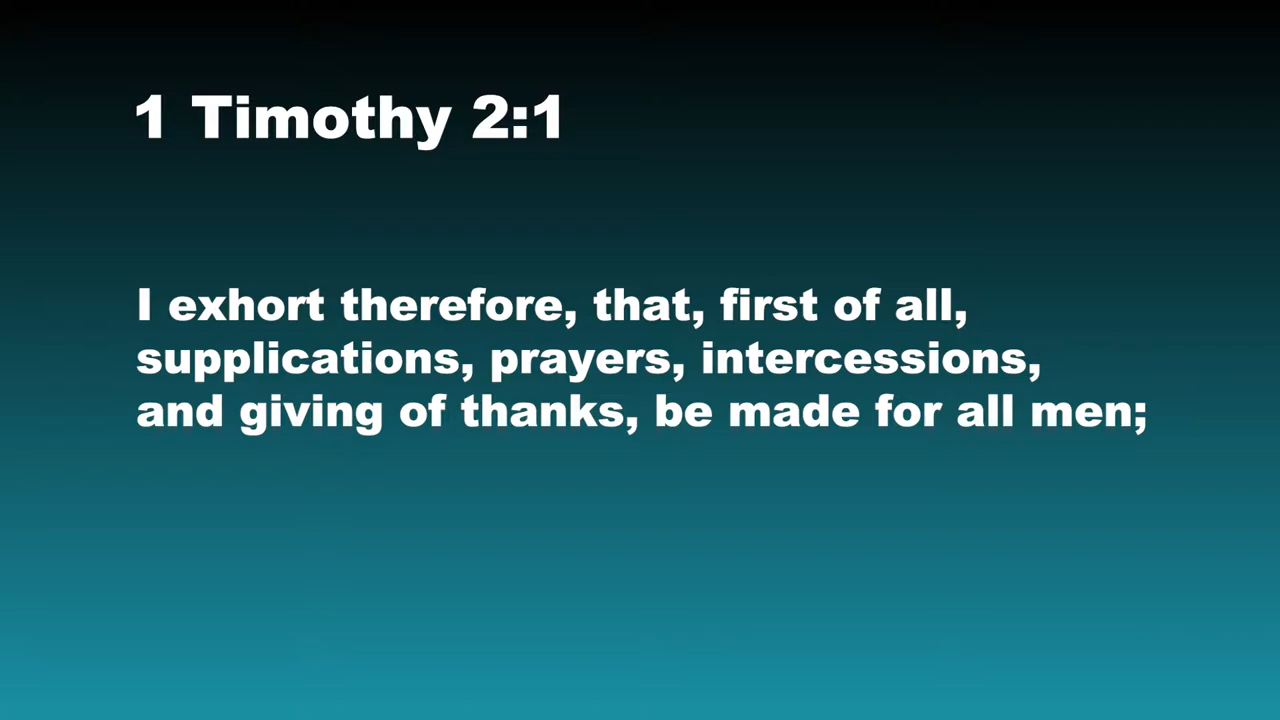 1 Timothy 2:1
I exhort therefore, that, first of all,
supplications, prayers, intercessions,
and giving of thanks, be made for all men;